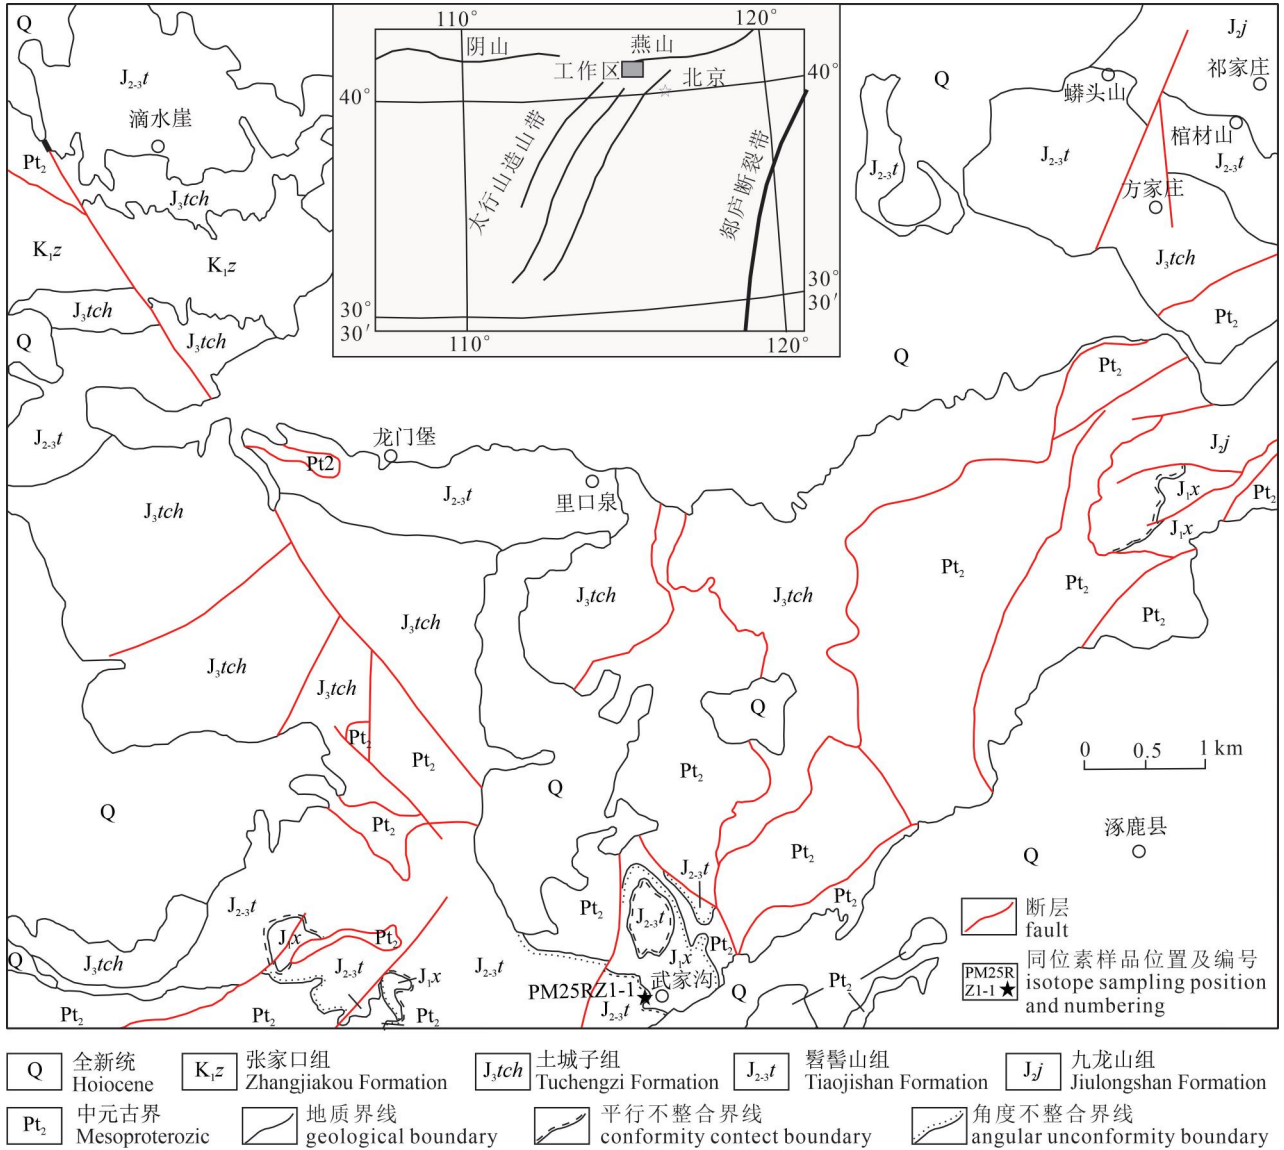 110°
120°
阴山
燕山
工作区
北京
40°
40°
太行山造山带
郯庐断裂带
30°
30′
30°
30′
110°
120°
Q
J₂₋₃t
滴水崖
Pt₂
J₃tch
K₁z
K₁z
J₃tch
J₃tch
Q
J₂₋₃t
Q
J₂j
祁家庄
蟒头山
棺材山
J₂₋₃t
J₂₋₃t
J₂₋₃t
方家庄
J₃tch
Pt₂
Q
Pt₂
龙门堡
Pt2
J₂₋₃t
里口泉
J₂j
J₁x
Pt₂
J₁x
J₃tch
J₃tch
J₃tch
J₃tch
Pt₂
Pt₂
Pt₂
J₃tch
J₃tch
Q
Pt₂
Pt₂
Pt₂
Q
0 0.5 1 km
Q
Pt₂
涿鹿县
Q
Pt₂
J₂₋₃t
Pt₂
J₂₋₃t
Pt₂
J₂₋₃t
J₁x
Pt₂
J₁x
Pt₂
Q
J₃tch
J₂₋₃t
J₁x
J₂₋₃t
武家沟
PM25RZ1-1
J₂₋₃t
Q
Pt₂
Pt₂
Pt₂
Pt₂
断层
fault
PM25R
Z1-1
同位素样品位置及编号
isotope sampling position
and numbering
Q
全新统
Hoiocene
K₁z
张家口组
Zhangjiakou Formation
J₃tch
土城子组
Tuchengzi Formation
J₂₋₃t
髫髻山组
Tiaojishan Formation
J₂j
九龙山组
Jiulongshan Formation
Pt₂
中元古界
Mesoproterozic
地质界线
geological boundary
平行不整合界线
conformity contect boundary
角度不整合界线
angular unconformity boundary